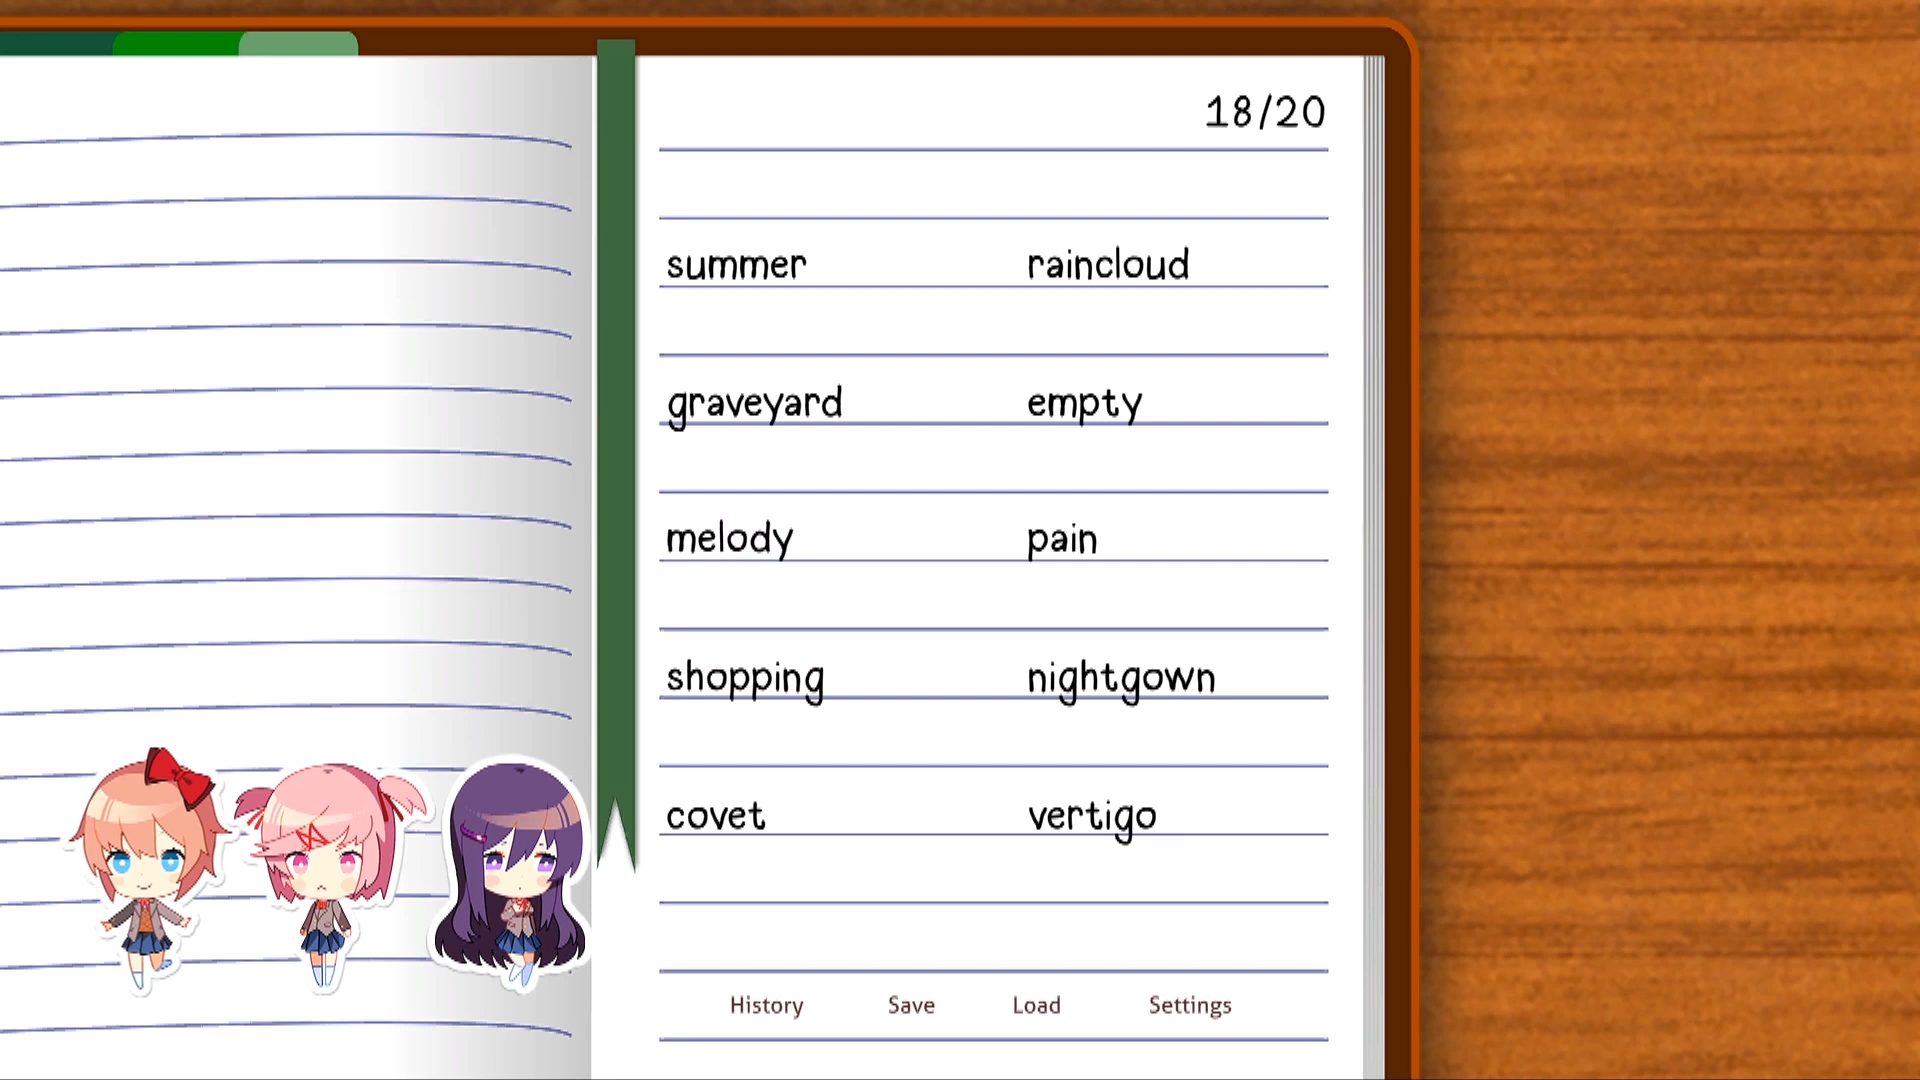 18/20
summer raincloud
graveyard empty
melody pain
shopping nightgown
covet vertigo
History Save Load Settings